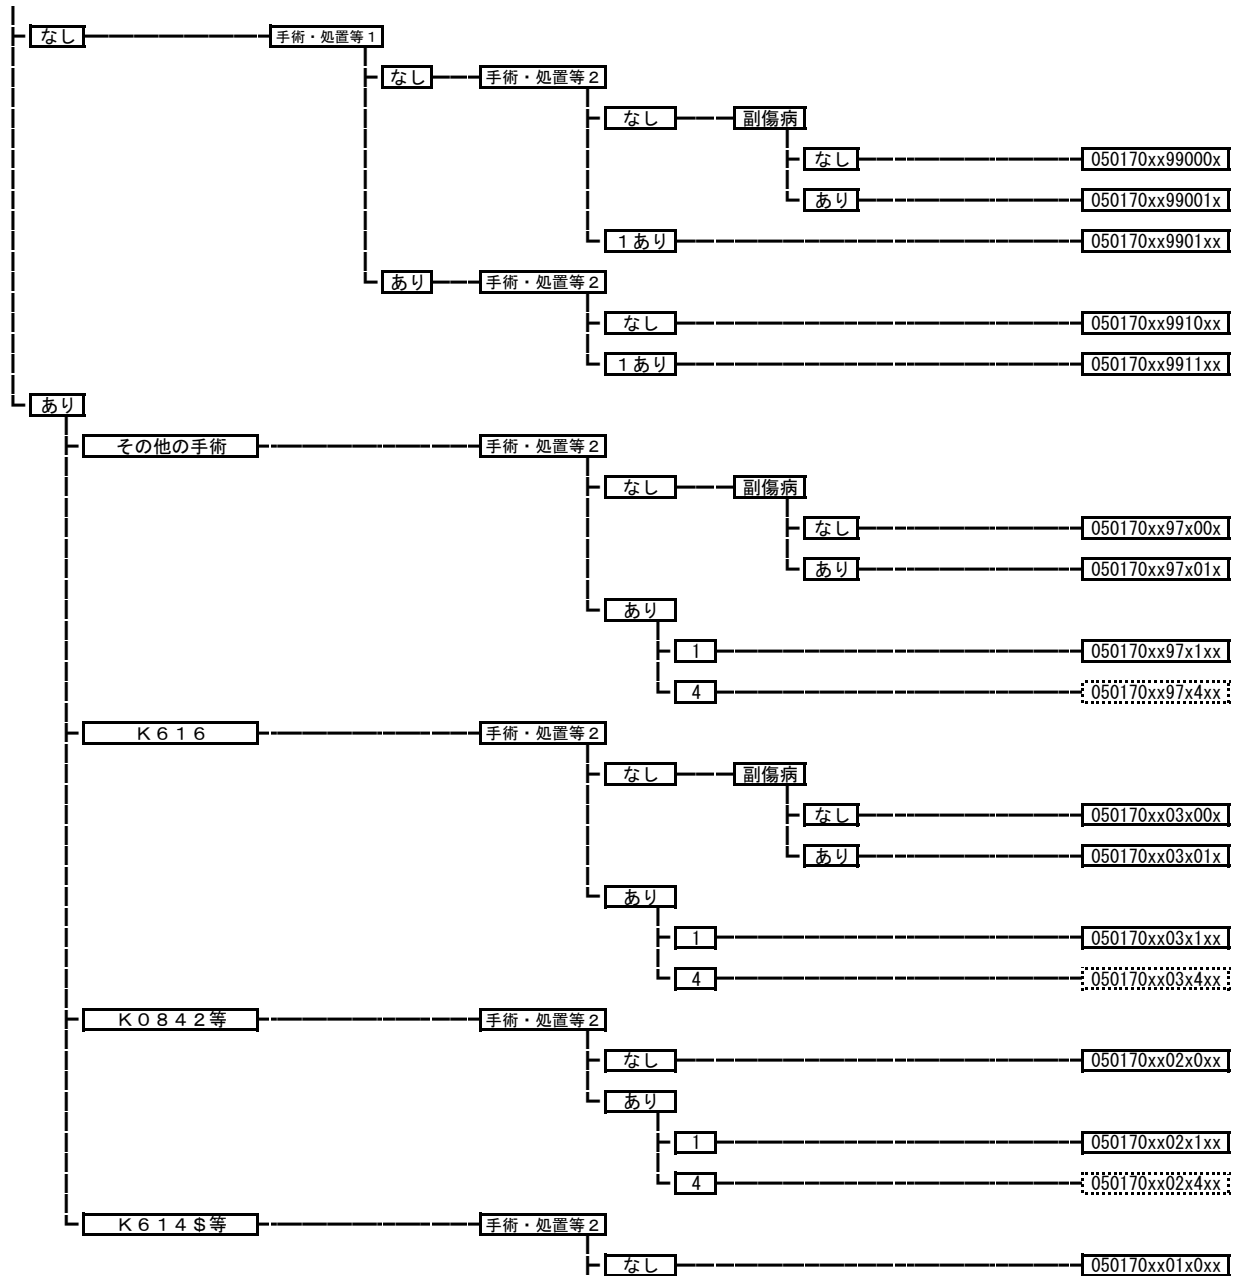 なし 手術・処置等1
なし 手術・処置等2
なし 副傷病
なし 050170xx99000x
あり 050170xx99001x
1あり 050170xx9901xx
あり 手術・処置等2
なし 050170xx9910xx
1あり 050170xx9911xx
あり
その他の手術 手術・処置等2
なし 副傷病
なし 050170xx97x00x
あり 050170xx97x01x
あり
1 050170xx97x1xx
4 050170xx97x4xx
K616 手術・処置等2
なし 副傷病
なし 050170xx03x00x
あり 050170xx03x01x
あり
1 050170xx03x1xx
4 050170xx03x4xx
K0842等 手術・処置等2
なし 050170xx02x0xx
あり
1 050170xx02x1xx
4 050170xx02x4xx
K614$等 手術・処置等2
なし 050170xx01x0xx